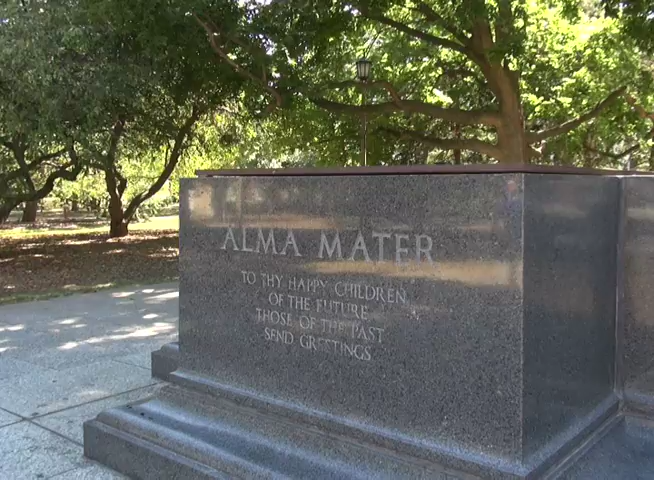 ALMA MATER
TO THY HAPPY CHILDREN
OF THE FUTURE
THOSE OF THE PAST
SEND GREETINGS